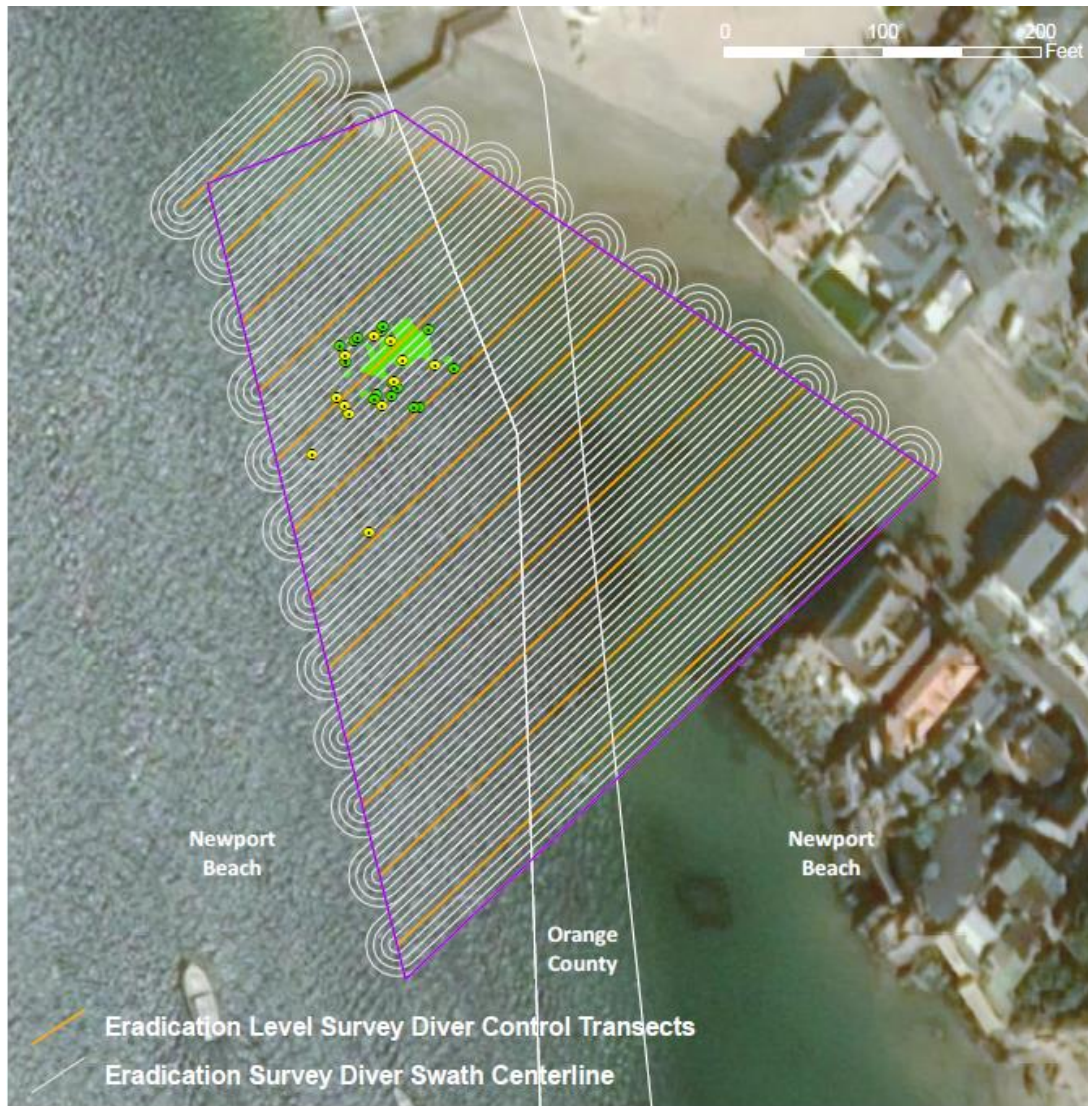 0 100 200
Feet
Newport
Beach
Newport
Beach
Orange
County
Eradication Level Survey Diver Control Transects
Eradication Survey Diver Swath Centerline